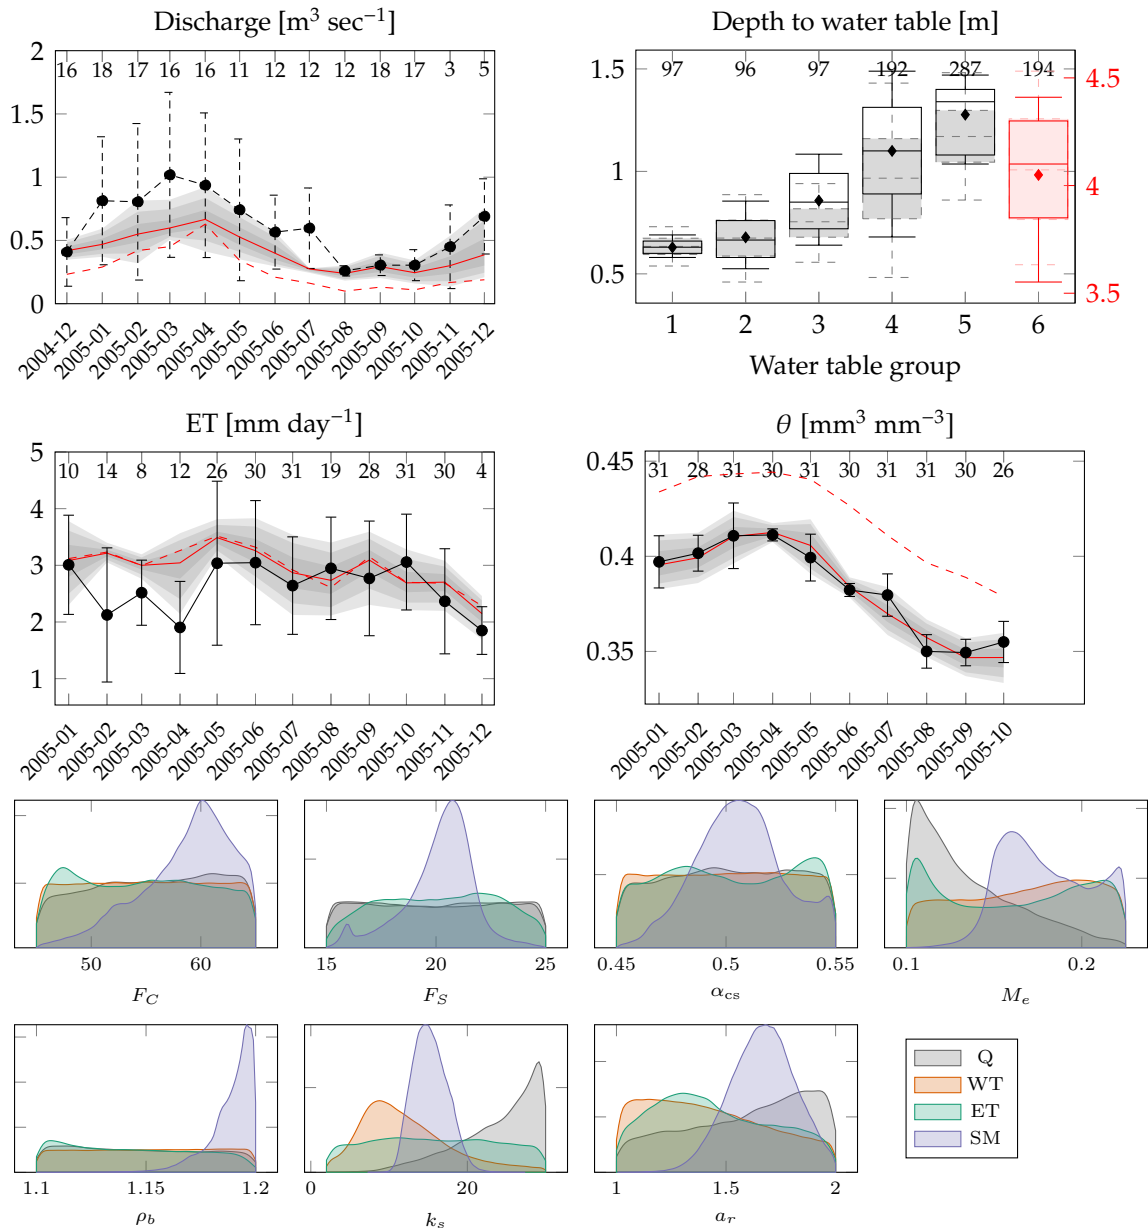 Discharge [m³ sec⁻¹]
2
1.5
1
0.5
0
16 18 17 16 16 11 12 12 12 18 17 3 5
2004-12 2005-01 2005-02 2005-03 2005-04 2005-05 2005-06 2005-07 2005-08 2005-09 2005-10 2005-11 2005-12
Depth to water table [m]
1.5
1
0.5
97 96 97 192 287 194
4.5
4
3.5
1 2 3 4 5 6
Water table group
ET [mm day⁻¹]
5
4
3
2
1
10 14 8 12 26 30 31 19 28 31 30 4
2005-01 2005-02 2005-03 2005-04 2005-05 2005-06 2005-07 2005-08 2005-09 2005-10 2005-11 2005-12
θ [mm³ mm⁻³]
0.45
0.4
0.35
31 28 31 30 31 30 31 31 30 26
2005-01 2005-02 2005-03 2005-04 2005-05 2005-06 2005-07 2005-08 2005-09 2005-10
50 60
F_C
15 20 25
F_S
0.45 0.5 0.55
α_cs
0.1 0.2
M_e
1.1 1.15 1.2
ρ_b
0 20
k_s
1 1.5 2
a_r
Q
WT
ET
SM